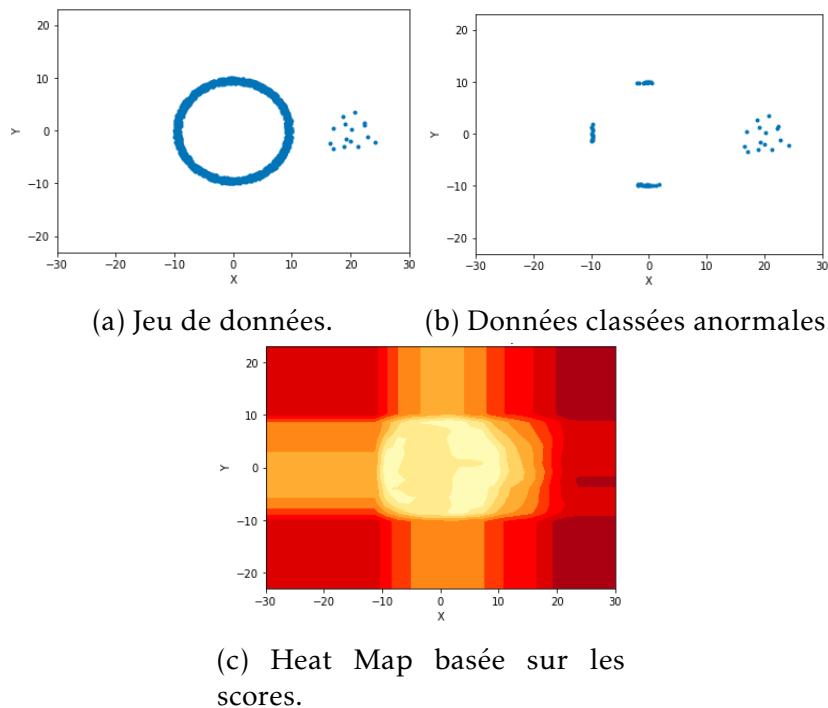 20
10
0
−10
−20
Y
−30 −20 −10 0 10 20 30
X
20
10
0
−10
−20
Y
−30 −20 −10 0 10 20 30
X
(a) Jeu de données.
(b) Données classées anormales.
20
10
0
−10
−20
Y
−30 −20 −10 0 10 20 30
X
(c) Heat Map basée sur les
scores.